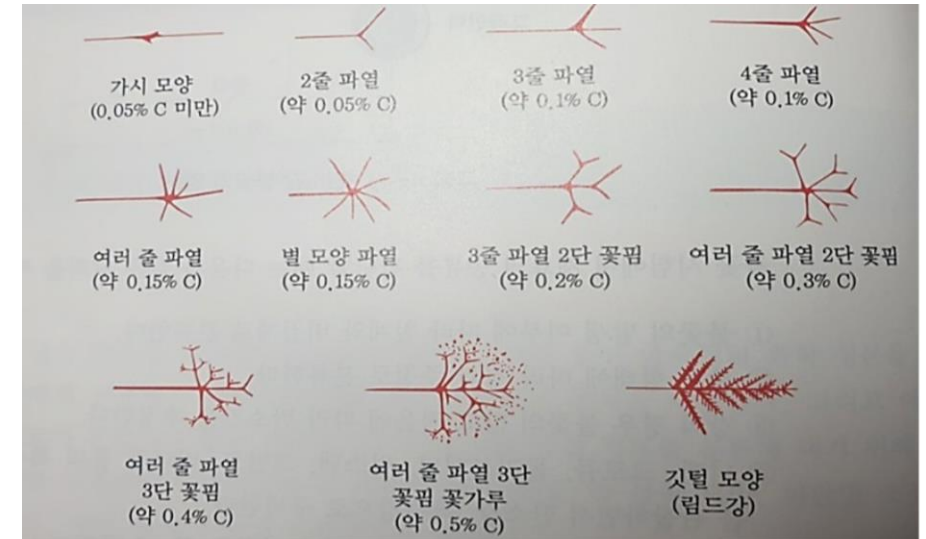 가시 모양
(0.05% C 미만)
2줄 파열
(약 0.05% C)
3줄 파열
(약 0.1% C)
4줄 파열
(약 0.1% C)
여러 줄 파열
(약 0.15% C)
별 모양 파열
(약 0.15% C)
3줄 파열 2단 꽃핌
(약 0.2% C)
여러 줄 파열 2단 꽃핌
(약 0.3% C)
여러 줄 파열
3단 꽃핌
(약 0.4% C)
여러 줄 파열 3단
꽃핌 꽃가루
(약 0.5% C)
깃털 모양
(림드강)